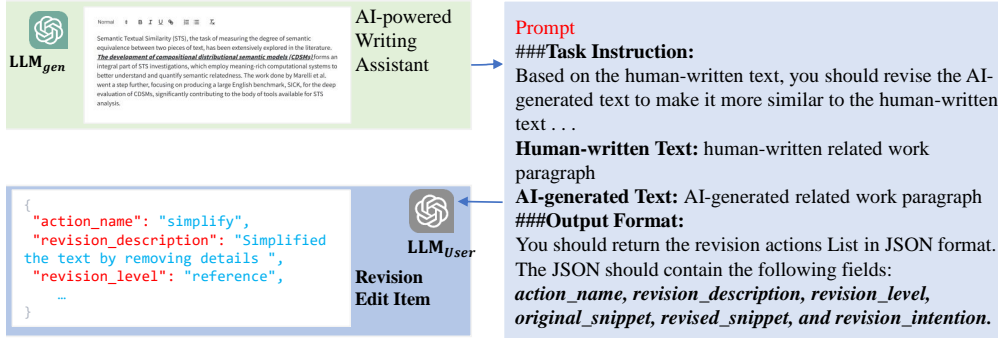 LLM_gen
Normal B I U
Semantic Textual Similarity (STS), the task of measuring the degree of semantic
equivalence between two pieces of text, has been extensively explored in the literature.
The development of compositional distributional semantic models (CDSMs) forms an
integral part of STS investigations, which employ meaning-rich computational systems to
better understand and quantify semantic relatedness. The work done by Marelli et al,
went a step further, focusing on producing a large English benchmark, SICK, for the deep
evaluation of CDSMs, significantly contributing to the body of tools available for STS
analysis.
AI-powered
Writing
Assistant
{
"action_name": "simplify",
"revision_description": "Simplified
the text by removing details ",
"revision_level": "reference",
…
}
LLM_User
Revision
Edit Item
Prompt
###Task Instruction:
Based on the human-written text, you should revise the AI-
generated text to make it more similar to the human-written
text . . .
Human-written Text: human-written related work
paragraph
AI-generated Text: AI-generated related work paragraph
###Output Format:
You should return the revision actions List in JSON format.
The JSON should contain the following fields:
action_name, revision_description, revision_level,
original_snippet, revised_snippet, and revision_intention.